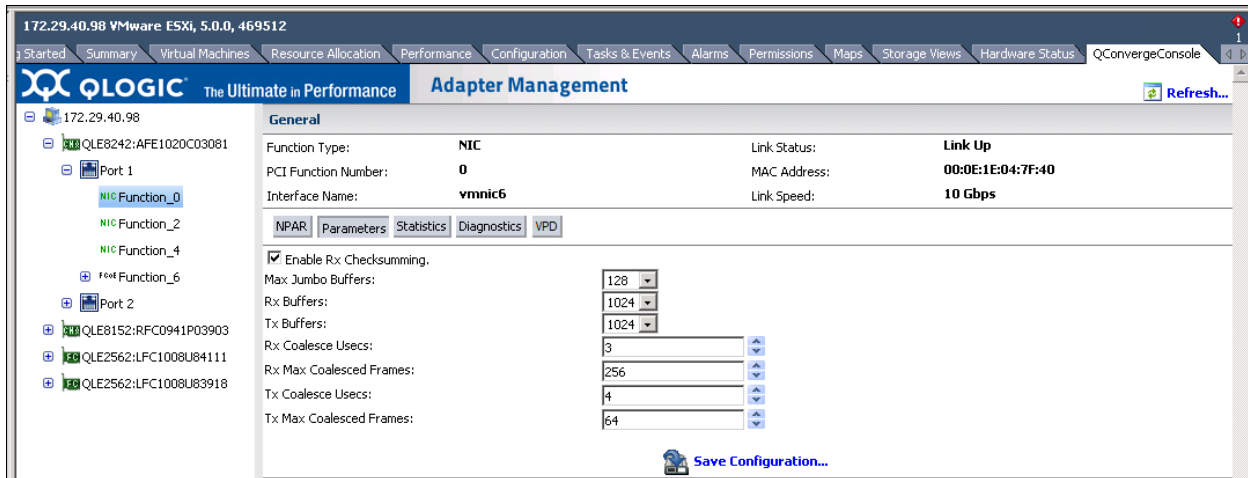 172.29.40.98 VMware ESXi, 5.0.0, 469512
1
g Started Summary Virtual Machines Resource Allocation Performance Configuration Tasks & Events Alarms Permissions Maps Storage Views Hardware Status QConvergeConsole
QLOGIC The Ultimate in Performance Adapter Management
Refresh...
172.29.40.98
QLE8242:AFE1020C03081
Port 1
NIC Function_0
NIC Function_2
NIC Function_4
FCoE Function_6
Port 2
QLE8152:RFC0941P03903
QLE2562:LFC1008U84111
QLE2562:LFC1008U83918
General
Function Type: NIC Link Status: Link Up
PCI Function Number: 0 MAC Address: 00:0E:1E:04:7F:40
Interface Name: vmnic6 Link Speed: 10 Gbps
NPAR Parameters Statistics Diagnostics VPD
Enable Rx Checksumming.
Max Jumbo Buffers: 128
Rx Buffers: 1024
Tx Buffers: 1024
Rx Coalesce Usecs: 3
Rx Max Coalesced Frames: 256
Tx Coalesce Usecs: 4
Tx Max Coalesced Frames: 64
Save Configuration...